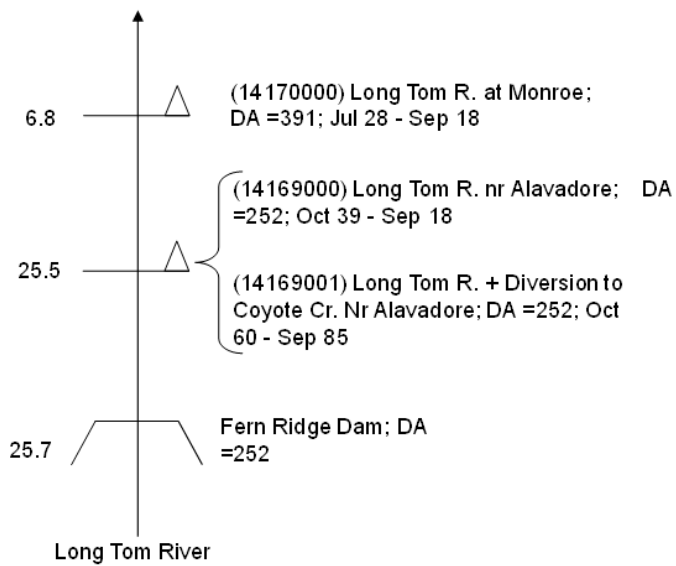 6.8
(14170000) Long Tom R. at Monroe;
DA =391; Jul 28 - Sep 18
(14169000) Long Tom R. nr Alavadore; DA
=252; Oct 39 - Sep 18
25.5
(14169001) Long Tom R. + Diversion to
Coyote Cr. Nr Alavadore; DA =252; Oct
60 - Sep 85
Fern Ridge Dam; DA
=252
25.7
Long Tom River